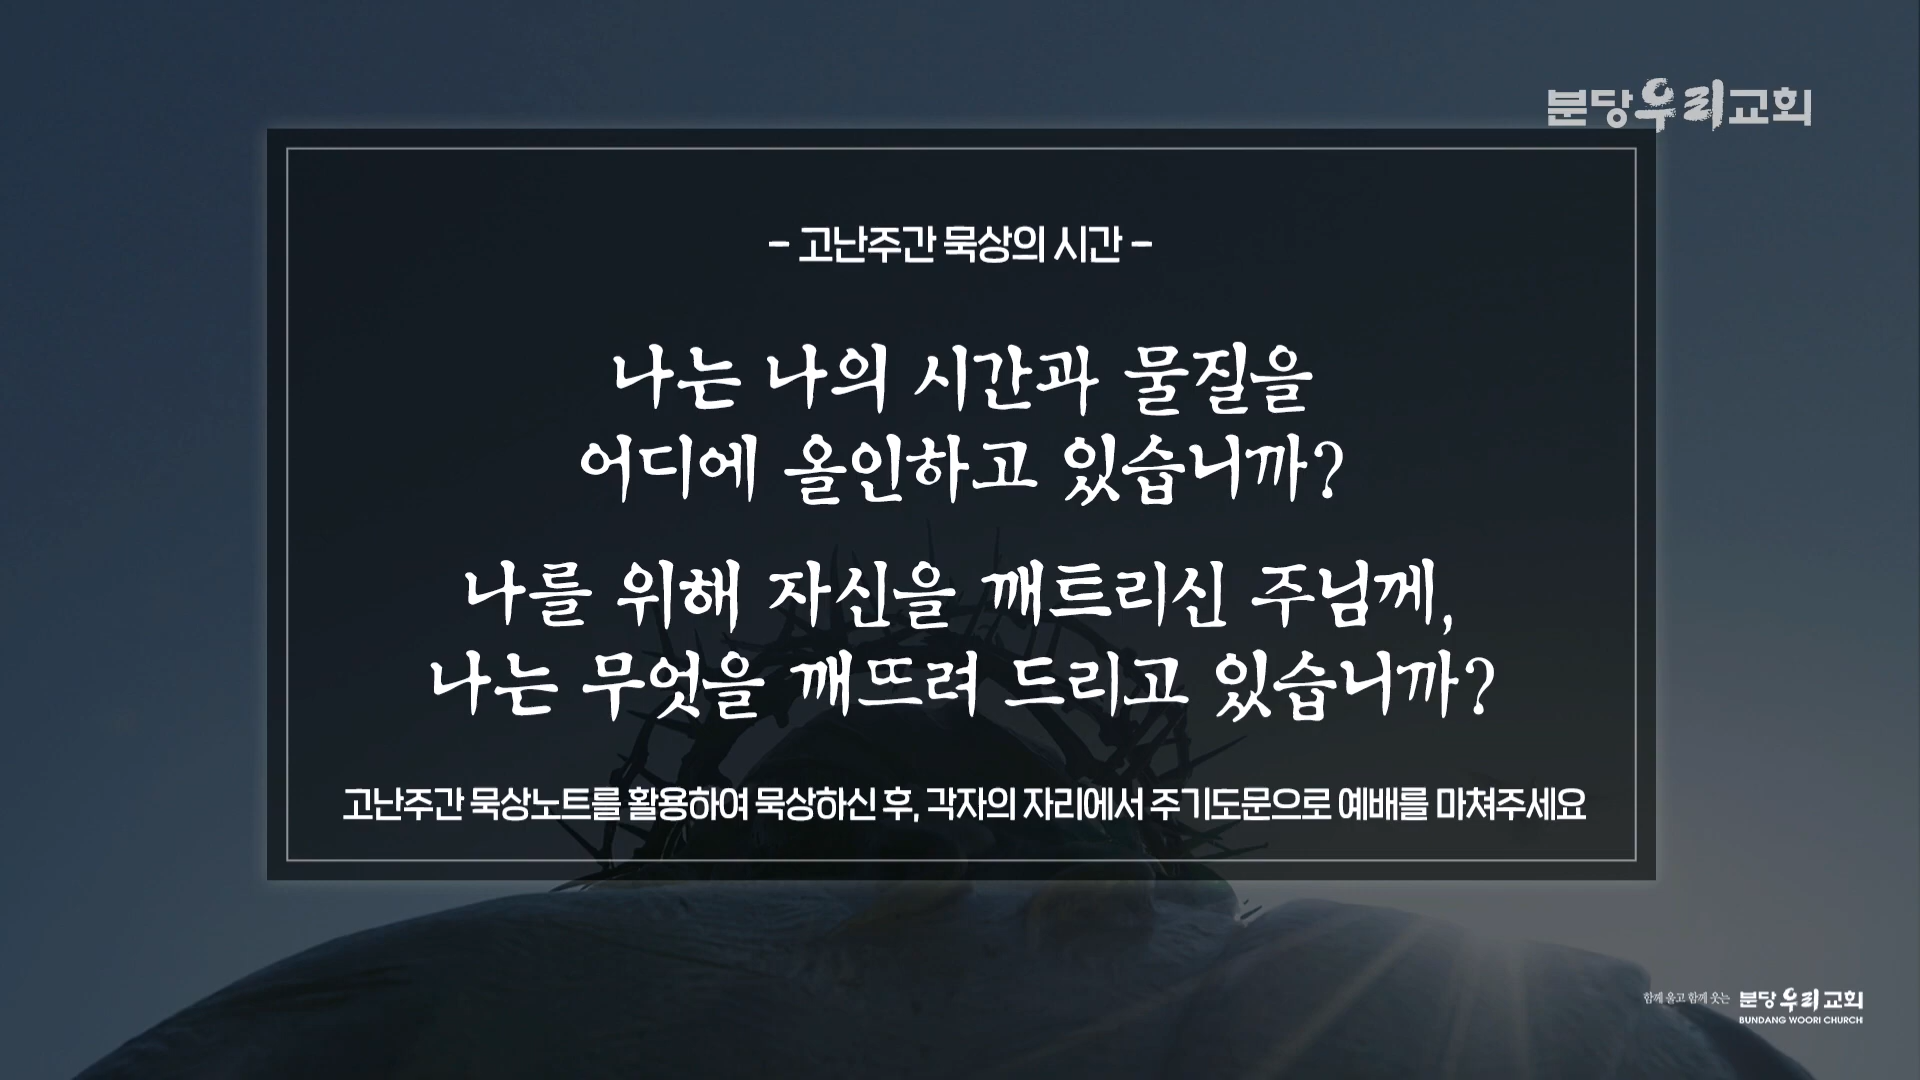 분당우리교회
- 고난주간 묵상의 시간 -
나는 나의 시간과 물질을
어디에 올인하고 있습니까?
나를 위해 자신을 깨트리신 주님께,
나는 무엇을 깨뜨려 드리고 있습니까?
고난주간 묵상노트를 활용하여 묵상하신 후, 각자의 자리에서 주기도문으로 예배를 마쳐주세요
함께 울고 함께 웃는 분당우리교회
BUNDANG WOORI CHURCH